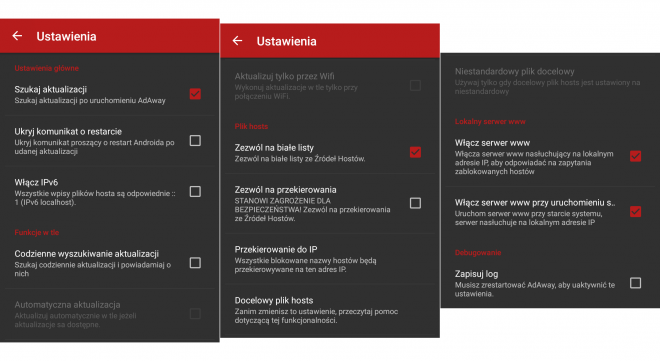 Ustawienia
Ustawienia główne
Szukaj aktualizacji
Szukaj aktualizacji po uruchomieniu AdAway
Ukryj komunikat o restarcie
Ukryj komunikat proszący o restart Androida po
udanej aktualizacji
Włącz IPv6
Wszystkie wpisy plików hosta są odpowiednie ::
1 (IPv6 localhost).
Funkcje w tle
Codzienne wyszukiwanie aktualizacji
Szukaj codziennie aktualizacji i powiadamiaj o
nich
Automatyczna aktualizacja
Aktualizuj automatycznie w tle jeżeli
aktualizacje są dostępne
Ustawienia
Aktualizuj tylko przez Wifi
Wykonuj aktualizacje w tle tylko przy
połączeniu WiFi.
Plik hosts
Zezwól na białe listy
Zezwól na białe listy ze Źródeł Hostów.
Zezwól na przekierowania
STANOWI ZAGROŻENIE DLA
BEZPIECZEŃSTWA! Zezwól na przekierowania
ze Źródeł Hostów.
Przekierowanie do IP
Wszystkie blokowane nazwy hostów będą
przekierowywane na ten adres IP.
Docelowy plik hosts
Zanim zmienisz to ustawienie, przeczytaj pomoc
dotyczącą tej funkcjonalności.
Niestandardowy plik docelowy
Używaj tylko gdy docelowy plik hosts jest ustawiony na
niestandardowy
Lokalny serwer www
Włącz serwer www
Włącza serwer www nasłuchujący na lokalnym
adresie IP, aby odpowiadać na zapytania
zablokowanych hostów
Włącz serwer www przy uruchomieniu s..
Uruchom serwer www przy starcie systemu,
serwer nasłuchuje na lokalnym adresie IP
Debugowanie
Zapisuj log
Musisz zrestartować AdAway, aby uaktywnić te
ustawienia.